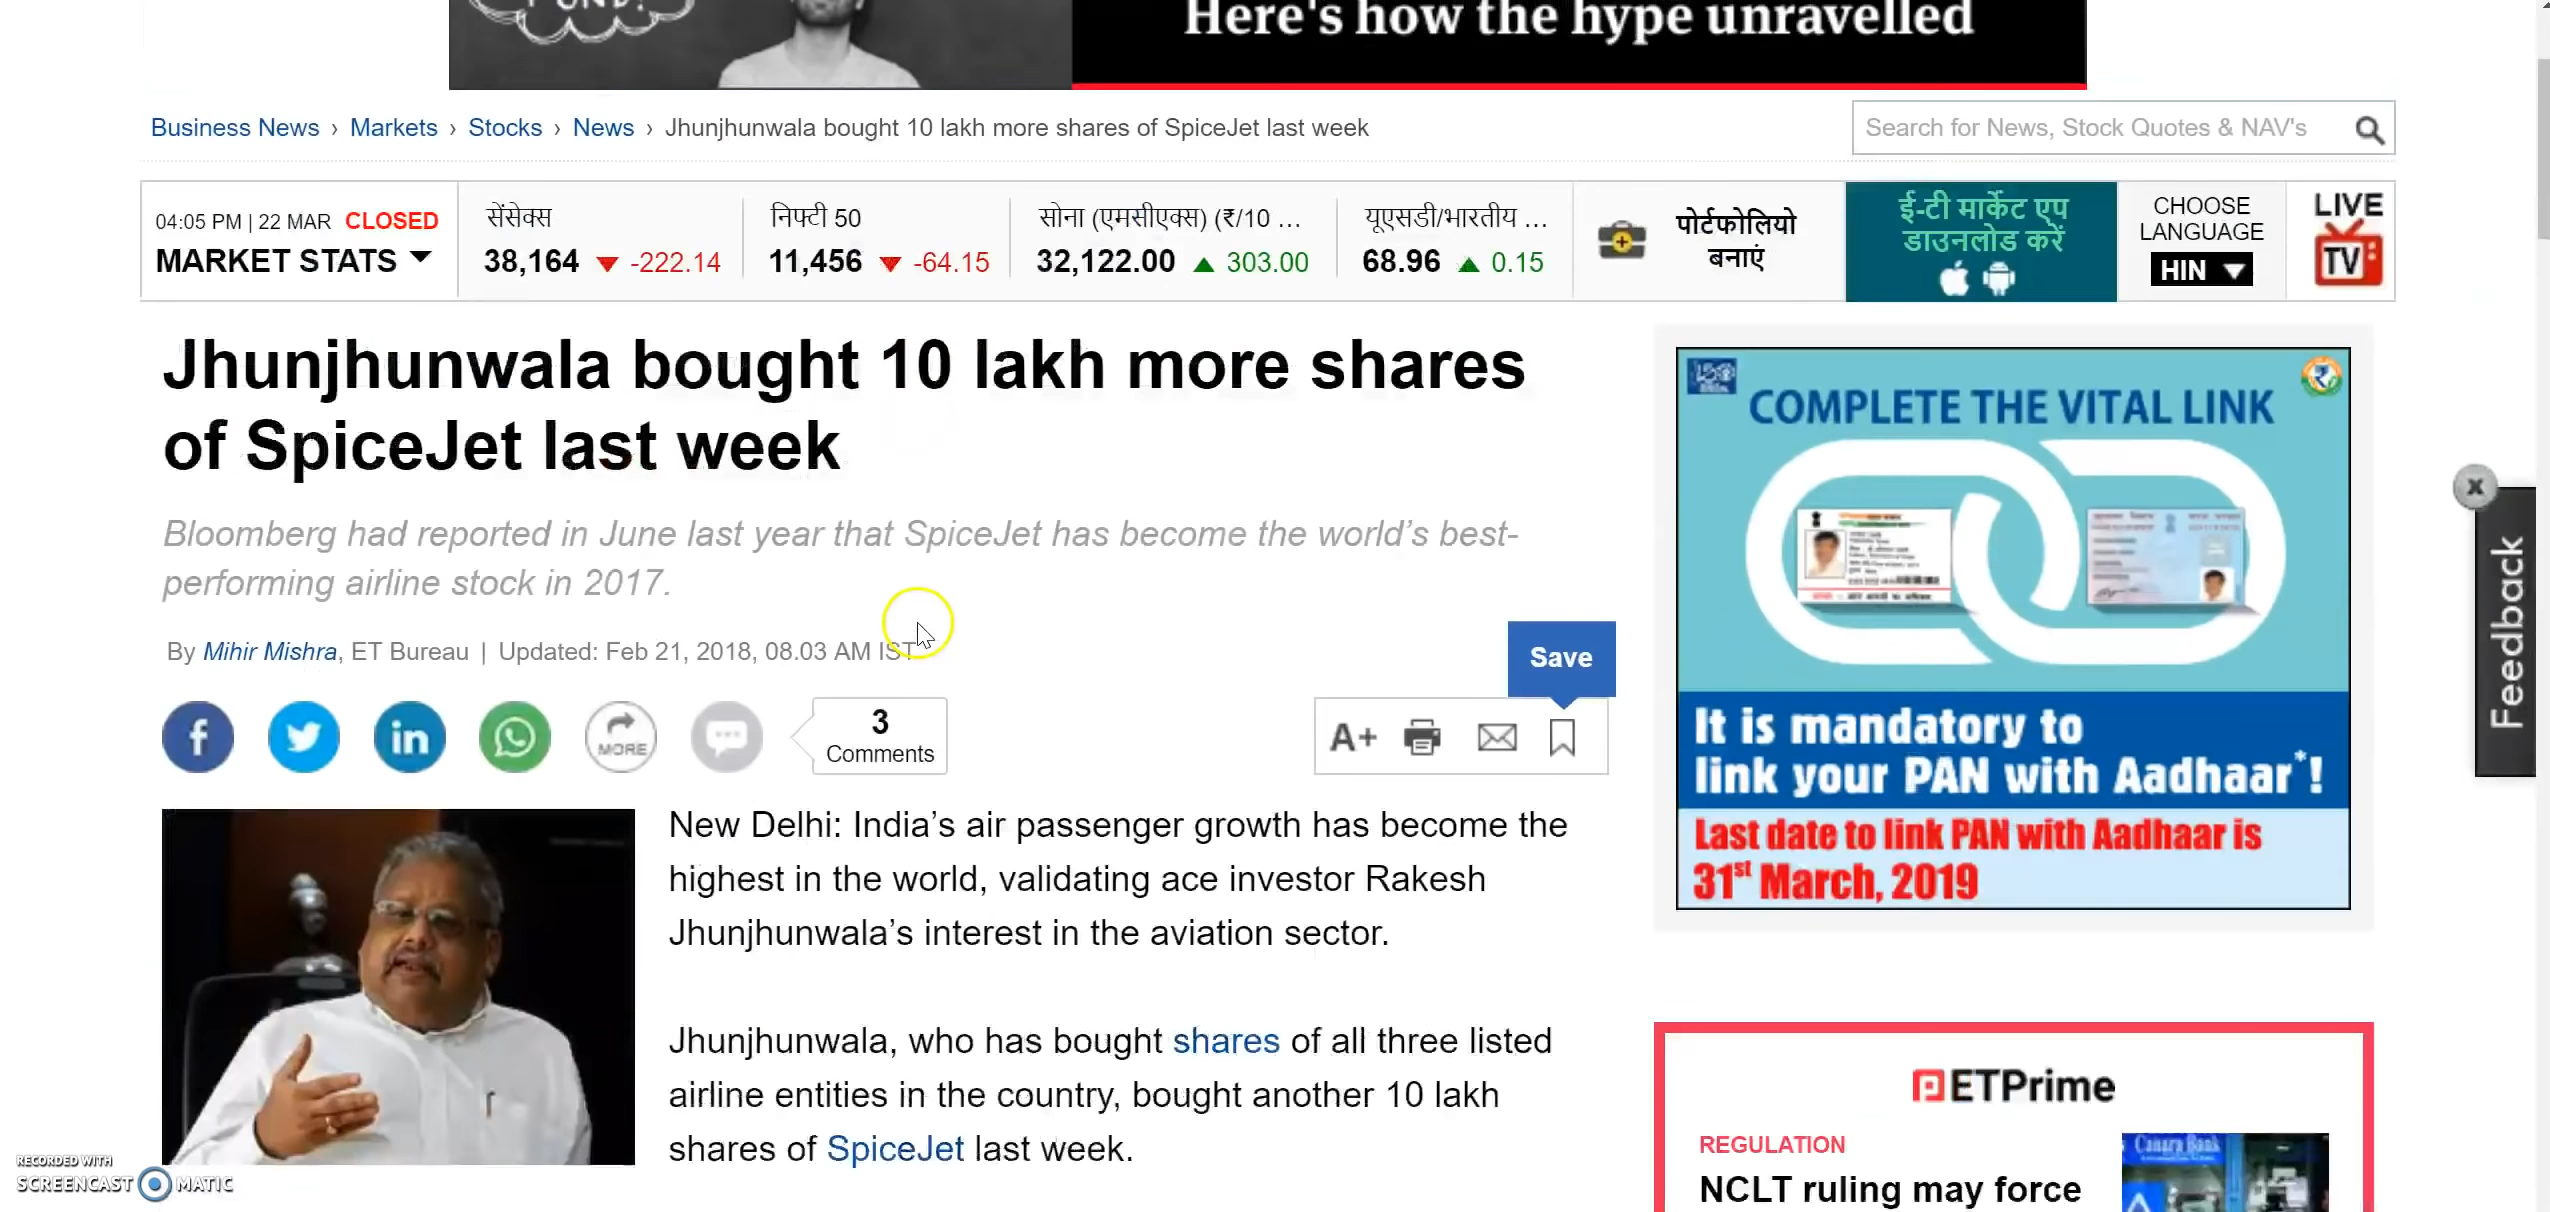 FUND?
Here's how the hype unravelled
Business News › Markets › Stocks › News › Jhunjhunwala bought 10 lakh more shares of SpiceJet last week
Search for News, Stock Quotes & NAV's
04:05 PM | 22 MAR CLOSED
MARKET STATS
सेंसेक्स
38,164 ▼ -222.14
निफ्टी 50
11,456 ▼ -64.15
सोना (एमसीएक्स) (₹/10 ...
32,122.00 ▲ 303.00
यूएसडी/भारतीय ...
68.96 ▲ 0.15
पोर्टफोलियो
बनाएं
ई-टी मार्केट एप
डाउनलोड करें
CHOOSE
LANGUAGE
HIN
LIVE
TV
Jhunjhunwala bought 10 lakh more shares
of SpiceJet last week
Bloomberg had reported in June last year that SpiceJet has become the world's best-
performing airline stock in 2017.
By Mihir Mishra, ET Bureau | Updated: Feb 21, 2018, 08.03 AM IST
Save
MORE
3
Comments
A+
New Delhi: India's air passenger growth has become the
highest in the world, validating ace investor Rakesh
Jhunjhunwala's interest in the aviation sector.
Jhunjhunwala, who has bought shares of all three listed
airline entities in the country, bought another 10 lakh
shares of SpiceJet last week.
COMPLETE THE VITAL LINK
It is mandatory to
link your PAN with Aadhaar*!
Last date to link PAN with Aadhaar is
31st March, 2019
Feedback
ETPrime
REGULATION
NCLT ruling may force
Canara Bank
RECORDED WITH
SCREENCAST MATIC